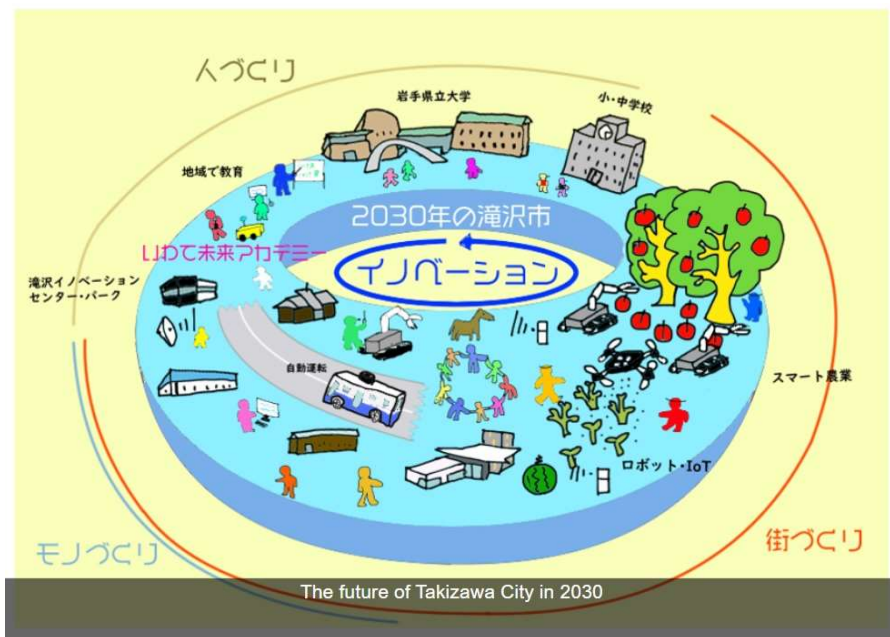 人づくり
岩手県立大学
小・中学校
地域で教育
2030年の滝沢市
いわて未来アカデミー
イノベーション
滝沢イノベーション
センター・パーク
自動運転
スマート農業
ロボット・IoT
モノづくり
街づくり
The future of Takizawa City in 2030